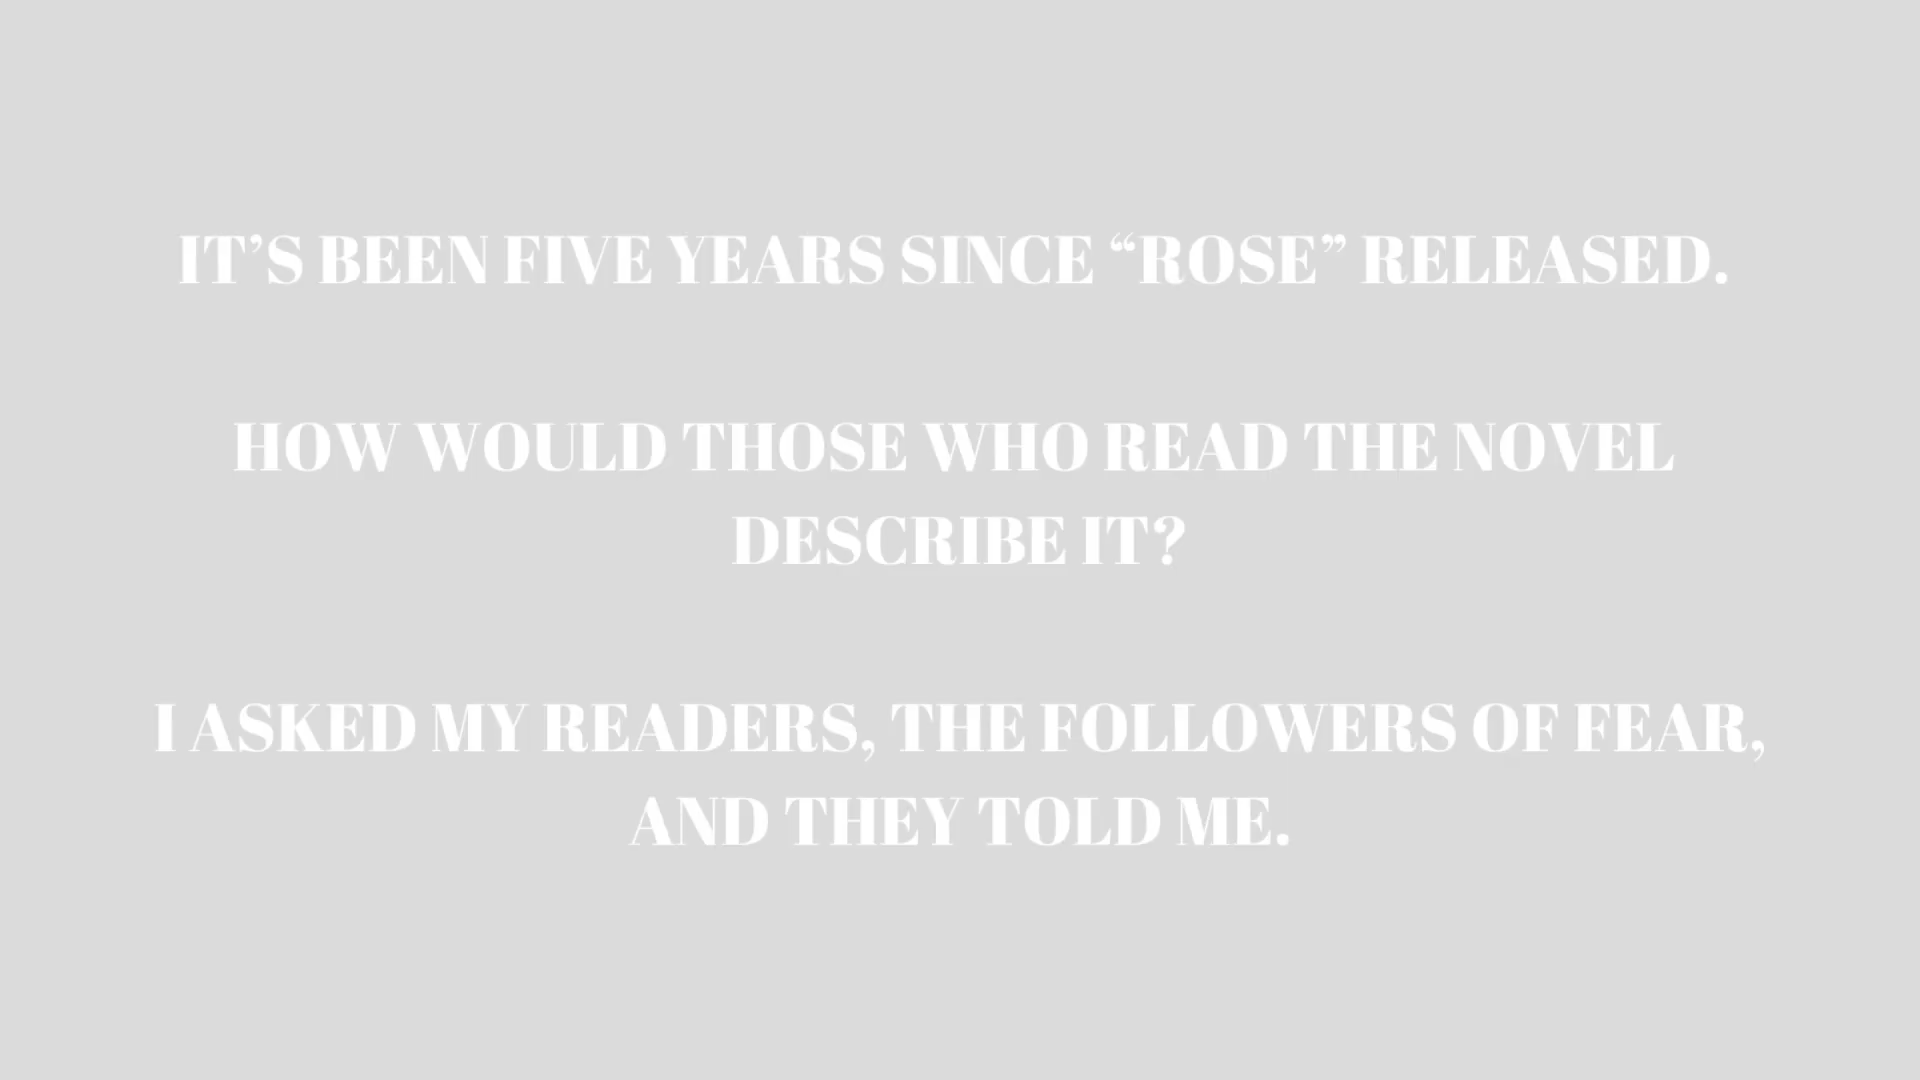 IT’S BEEN FIVE YEARS SINCE “ROSE” RELEASED.
HOW WOULD THOSE WHO READ THE NOVEL
DESCRIBE IT?
I ASKED MY READERS, THE FOLLOWERS OF FEAR,
AND THEY TOLD ME.